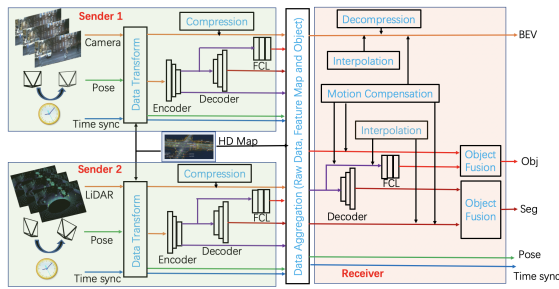 Sender 1
Compression
Camera
Data Transform
FCL
Pose
Encoder
Decoder
Time sync
HD Map
Sender 2
Compression
LiDAR
Data Transform
FCL
Pose
Encoder
Decoder
Time sync
Data Aggregation (Raw Data, Feature Map and Object)
Decompression
BEV
Interpolation
Motion Compensation
Interpolation
Object
Fusion
Obj
FCL
Decoder
Object
Fusion
Seg
Pose
Receiver
Time sync